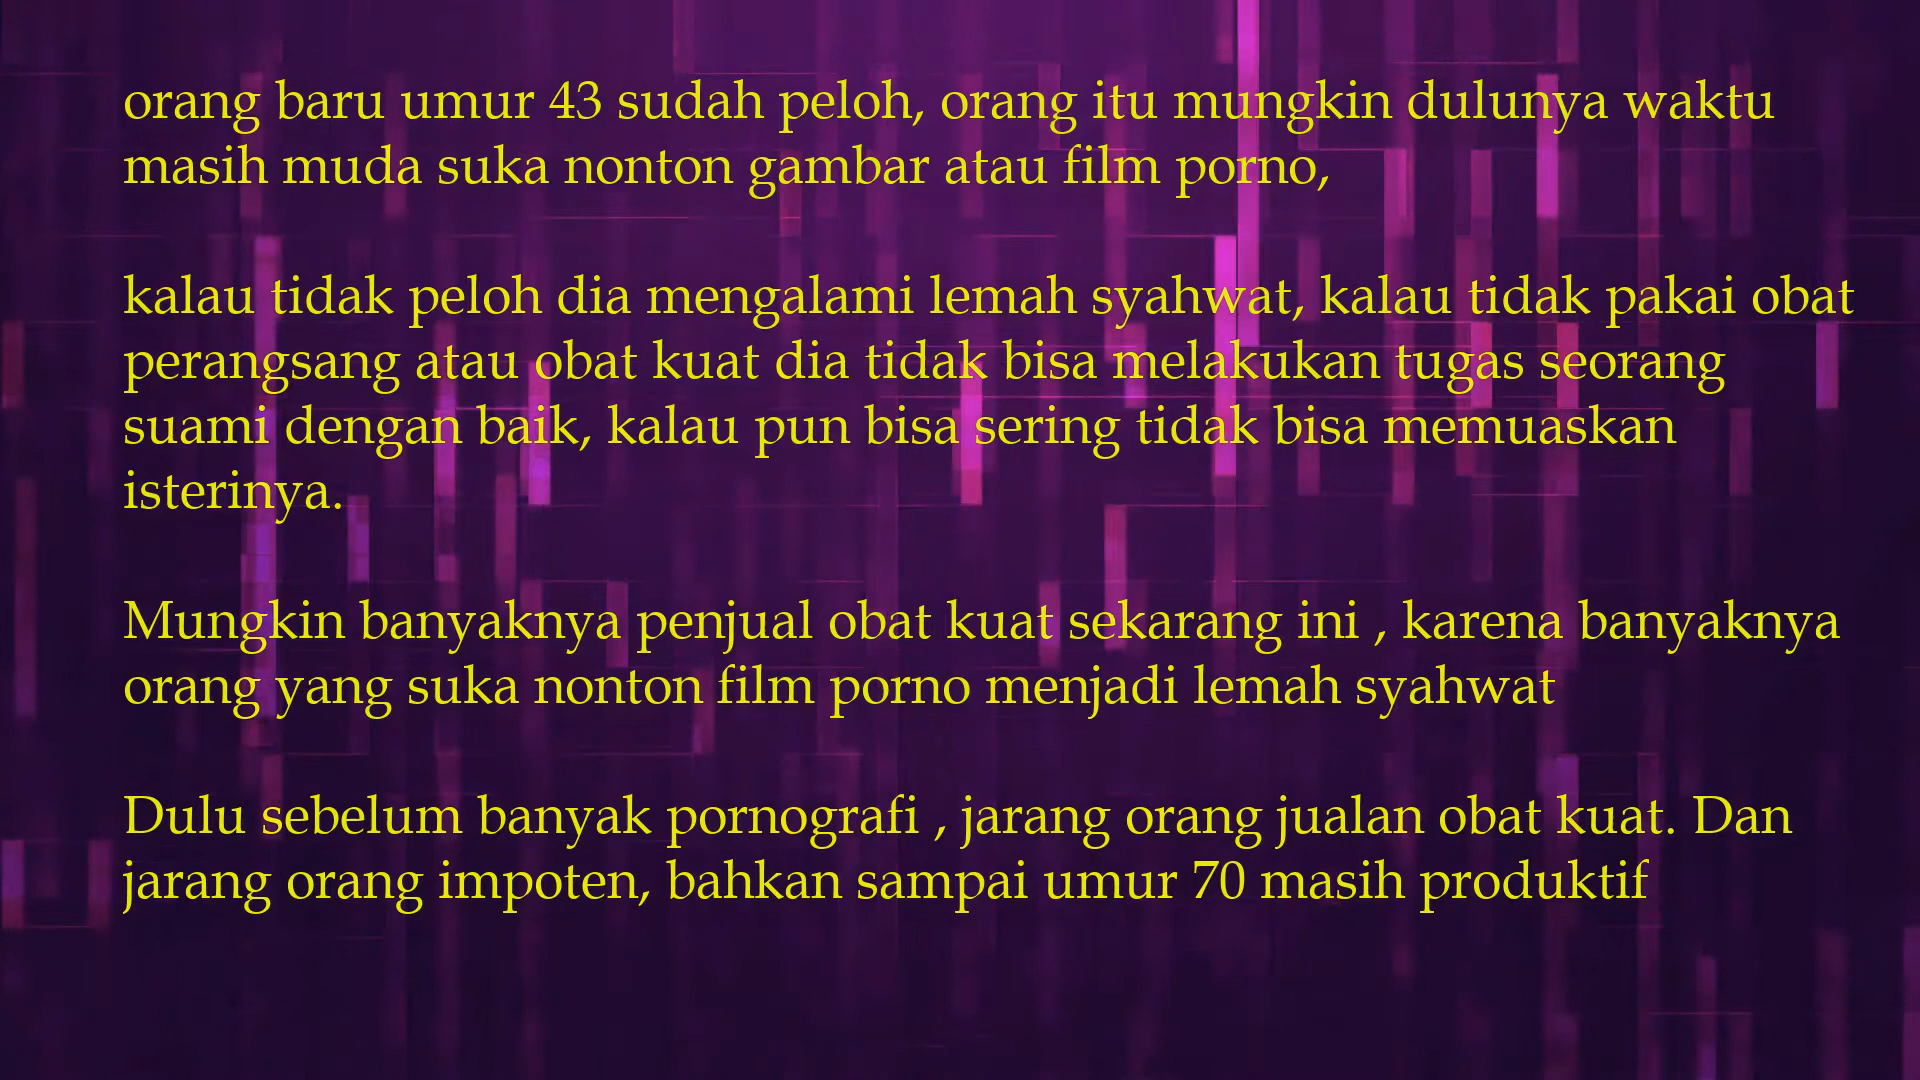 orang baru umur 43 sudah peloh, orang itu mungkin dulunya waktu
masih muda suka nonton gambar atau film porno,
kalau tidak peloh dia mengalami lemah syahwat, kalau tidak pakai obat
perangsang atau obat kuat dia tidak bisa melakukan tugas seorang
suami dengan baik, kalau pun bisa sering tidak bisa memuaskan
isterinya.
Mungkin banyaknya penjual obat kuat sekarang ini , karena banyaknya
orang yang suka nonton film porno menjadi lemah syahwat
Dulu sebelum banyak pornografi , jarang orang jualan obat kuat. Dan
jarang orang impoten, bahkan sampai umur 70 masih produktif